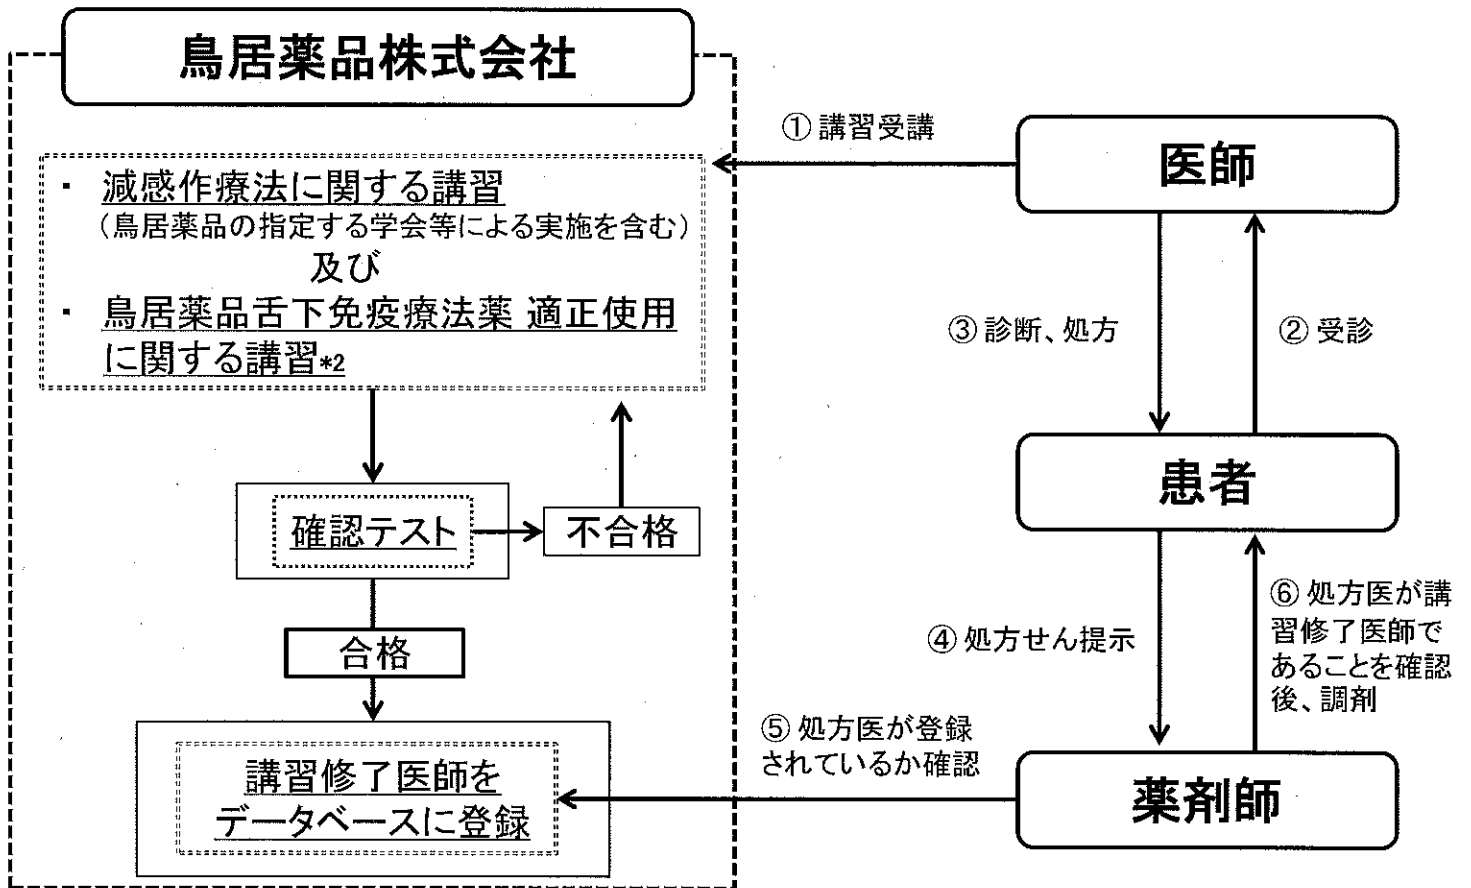 鳥居薬品株式会社
① 講習受講
医師
・ 減感作療法に関する講習
（鳥居薬品の指定する学会等による実施を含む）
及び
・ 鳥居薬品舌下免疫療法薬 適正使用
に関する講習*2
③ 診断、処方
② 受診
患者
確認テスト
不合格
合格
④ 処方せん提示
⑥ 処方医が講
習修了医師で
あることを確認
後、調剤
⑤ 処方医が登録
されているか確認
講習修了医師を
データベースに登録
薬剤師